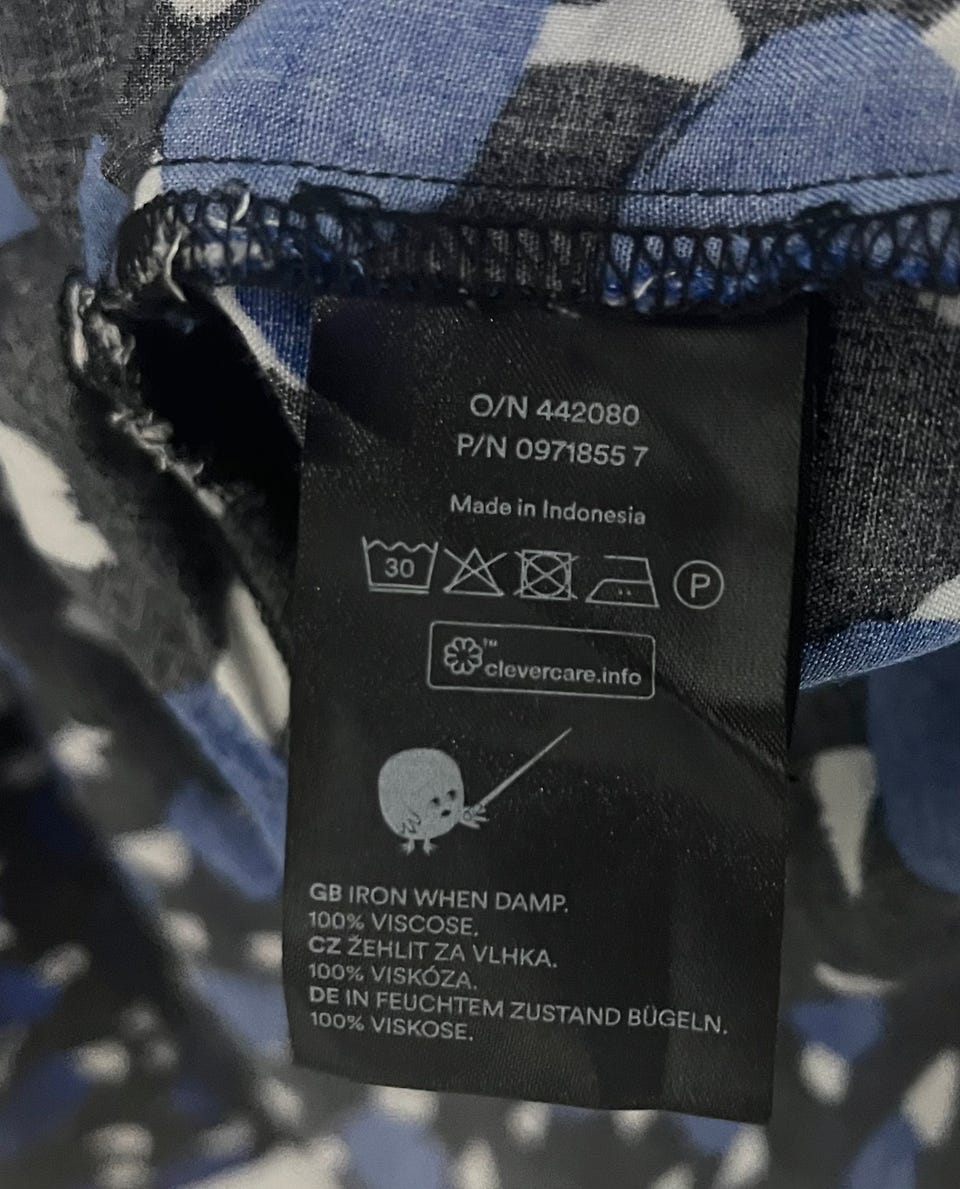 O/N 442080
P/N 0971855 7
Made in Indonesia
30
P
™
clevercare.info
GB IRON WHEN DAMP.
100% VISCOSE.
CZ ŽEHLIT ZA VLHKA.
100% VISKÓZA.
DE IN FEUCHTEM ZUSTAND BÜGELN.
100% VISKOSE.